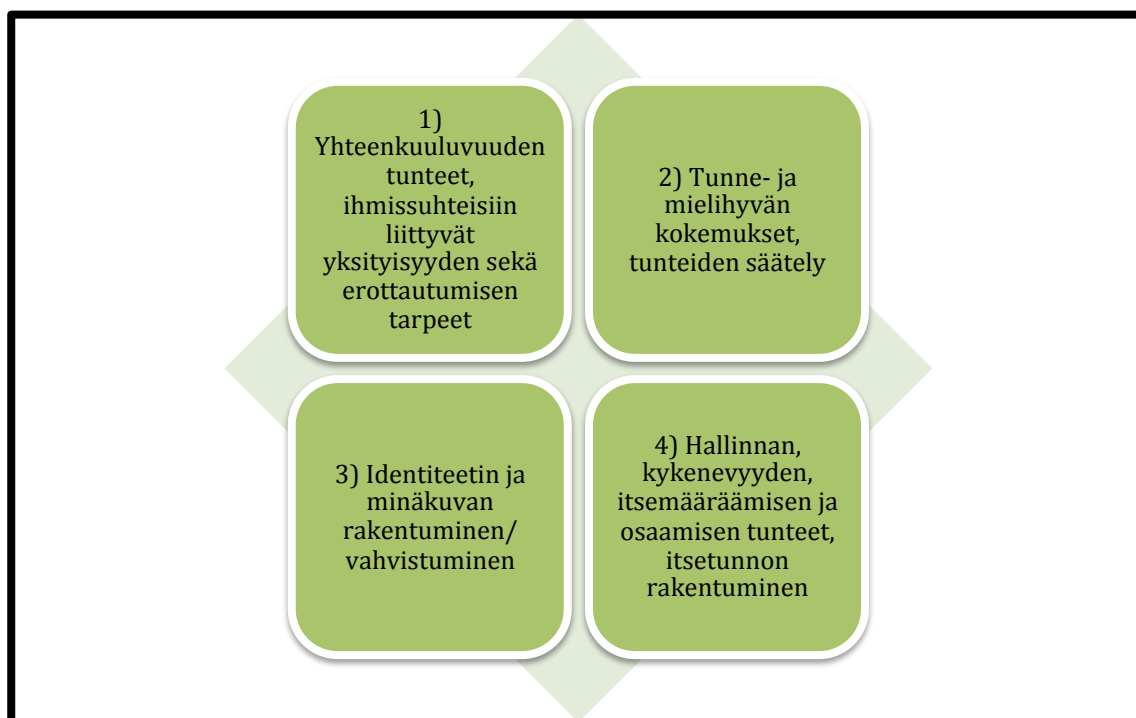 1)
Yhteenkuuluvuuden
tunteet,
ihmissuhteisiin
liittyvät
yksityisyyden sekä
erottautumisen
tarpeet
2) Tunne- ja
mielihyvän
kokemukset,
tunteiden säätely
3) Identiteetin ja
minäkuvan
rakentuminen/
vahvistuminen
4) Hallinnan,
kykenevyyden,
itsemääräämisen ja
osaamisen tunteet,
itsetunnon
rakentuminen